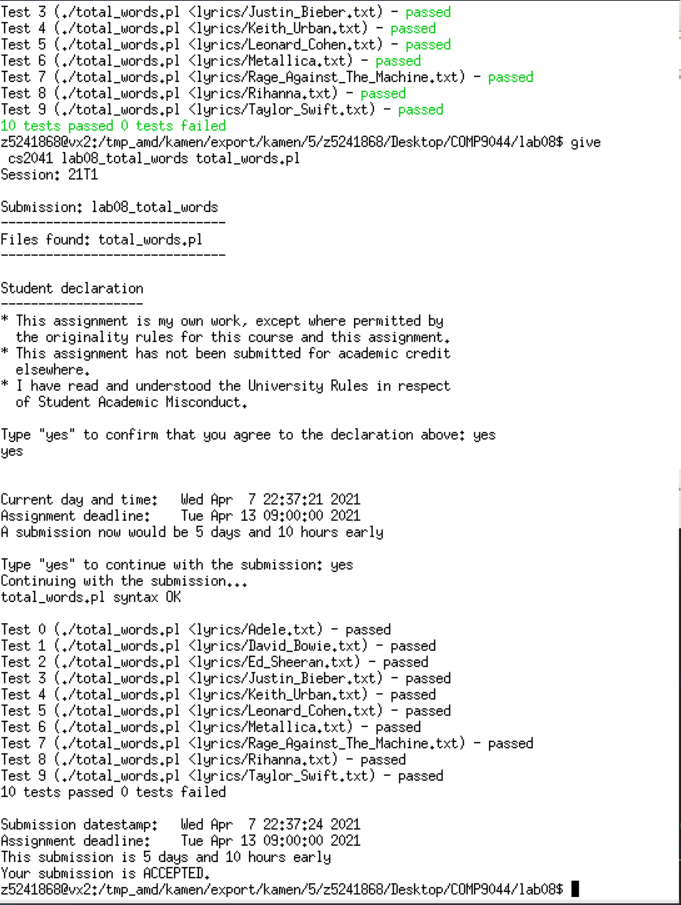 Test 3 (./total_words.pl <lyrics/Justin_Bieber.txt) - passed
Test 4 (./total_words.pl <lyrics/Keith_Urban.txt) - passed
Test 5 (./total_words.pl <lyrics/Leonard_Cohen.txt) - passed
Test 6 (./total_words.pl <lyrics/Metallica.txt) - passed
Test 7 (./total_words.pl <lyrics/Rage_Against_The_Machine.txt) - passed
Test 8 (./total_words.pl <lyrics/Rihanna.txt) - passed
Test 9 (./total_words.pl <lyrics/Taylor_Swift.txt) - passed
10 tests passed 0 tests failed
z5241868@vx2:/tmp_amd/kamen/export/kamen/5/z5241868/Desktop/COMP9044/lab08$ give
 cs2041 lab08_total_words total_words.pl
Session: 21T1

Submission: lab08_total_words
------------------------------
Files found: total_words.pl
------------------------------

Student declaration
-------------------
* This assignment is my own work, except where permitted by
  the originality rules for this course and this assignment.
* This assignment has not been submitted for academic credit
  elsewhere.
* I have read and understood the University Rules in respect
  of Student Academic Misconduct.

Type "yes" to confirm that you agree to the declaration above: yes
yes


Current day and time:   Wed Apr  7 22:37:21 2021
Assignment deadline:    Tue Apr 13 09:00:00 2021
A submission now would be 5 days and 10 hours early

Type "yes" to continue with the submission: yes
Continuing with the submission...
total_words.pl syntax OK

Test 0 (./total_words.pl <lyrics/Adele.txt) - passed
Test 1 (./total_words.pl <lyrics/David_Bowie.txt) - passed
Test 2 (./total_words.pl <lyrics/Ed_Sheeran.txt) - passed
Test 3 (./total_words.pl <lyrics/Justin_Bieber.txt) - passed
Test 4 (./total_words.pl <lyrics/Keith_Urban.txt) - passed
Test 5 (./total_words.pl <lyrics/Leonard_Cohen.txt) - passed
Test 6 (./total_words.pl <lyrics/Metallica.txt) - passed
Test 7 (./total_words.pl <lyrics/Rage_Against_The_Machine.txt) - passed
Test 8 (./total_words.pl <lyrics/Rihanna.txt) - passed
Test 9 (./total_words.pl <lyrics/Taylor_Swift.txt) - passed
10 tests passed 0 tests failed

Submission datestamp:   Wed Apr  7 22:37:24 2021
Assignment deadline:    Tue Apr 13 09:00:00 2021
This submission is 5 days and 10 hours early
Your submission is ACCEPTED.
z5241868@vx2:/tmp_amd/kamen/export/kamen/5/z5241868/Desktop/COMP9044/lab08$